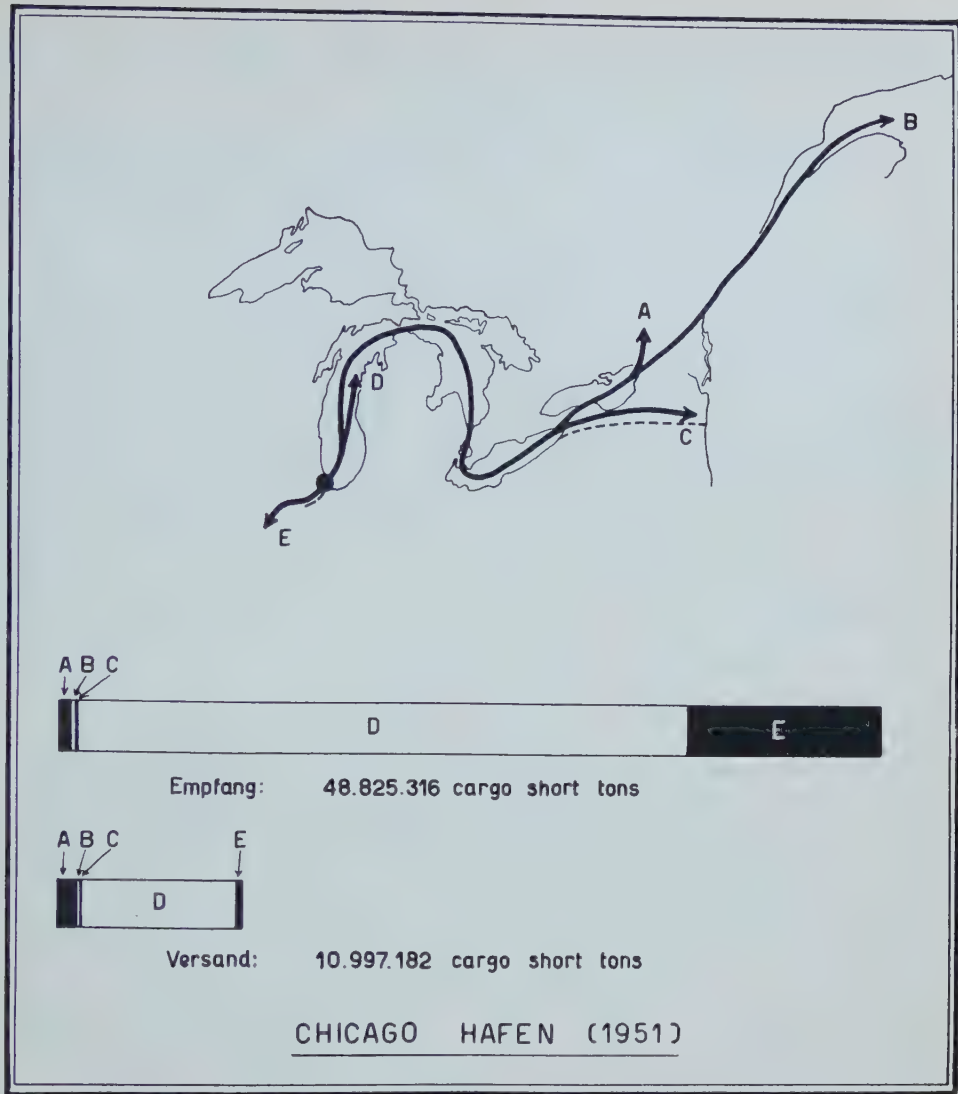 B
A
D
C
E
A B C
D
E
Empfang: 48.825.316 cargo short tons
A B C E
D
Versand: 10.997.182 cargo short tons
CHICAGO HAFEN (1951)